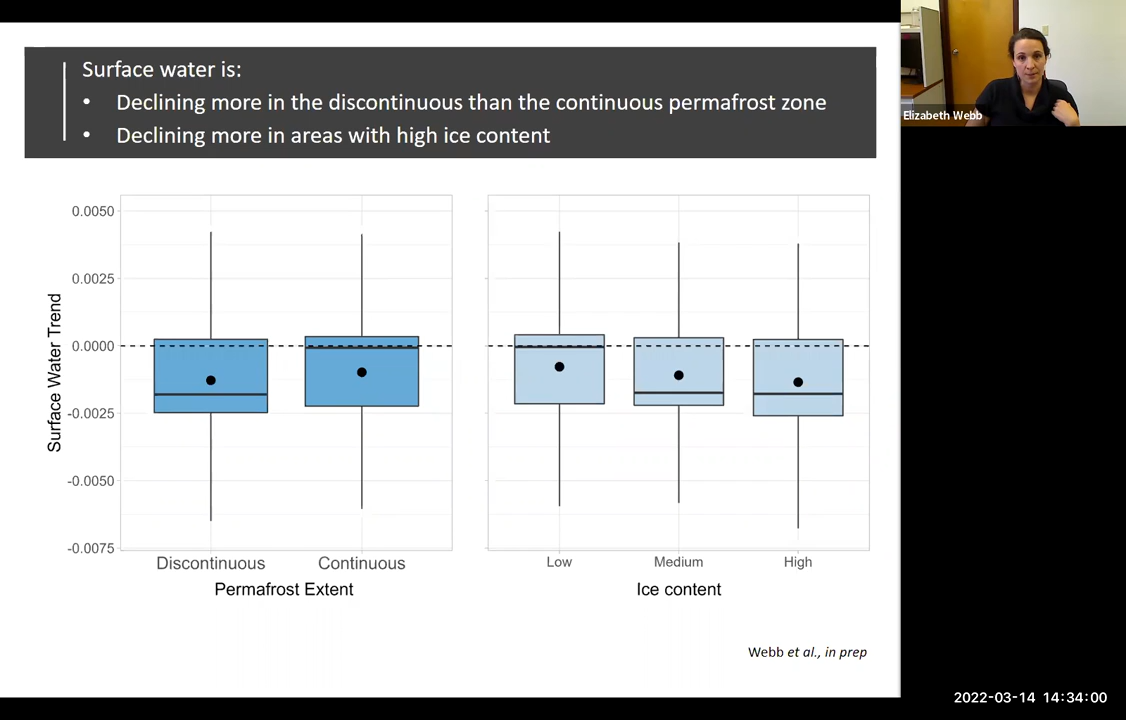 Surface water is:
• Declining more in the discontinuous than the continuous permafrost zone
• Declining more in areas with high ice content
Elizabeth Webb
0.0050
0.0025
0.0000
-0.0025
-0.0050
-0.0075
Surface Water Trend
Discontinuous Continuous
Permafrost Extent
Low Medium High
Ice content
Webb et al., in prep
2022-03-14 14:34:00